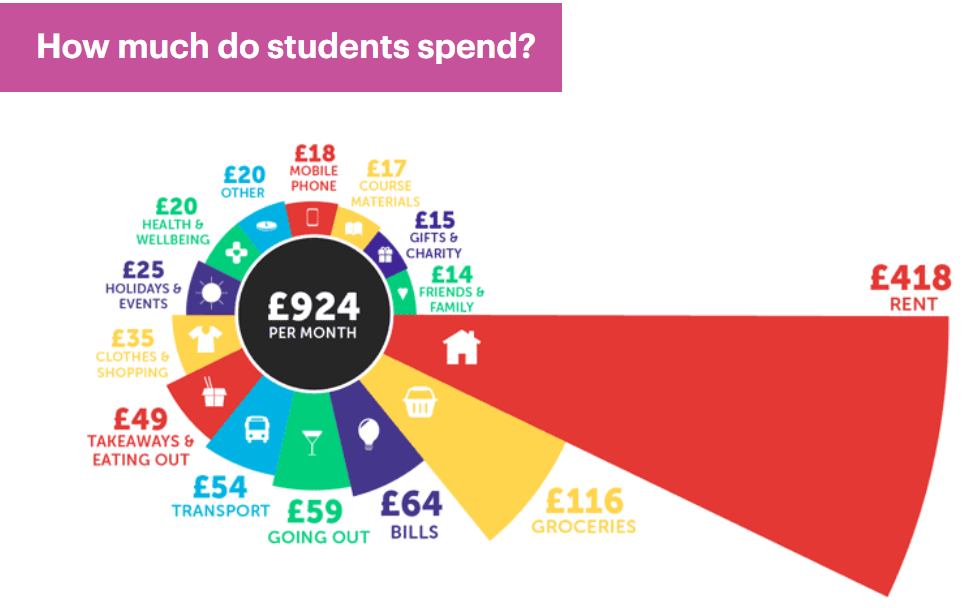 How much do students spend?
£18
MOBILE
PHONE
£17
COURSE
MATERIALS
£15
GIFTS &
CHARITY
£14
FRIENDS &
FAMILY
£418
RENT
£116
GROCERIES
£64
BILLS
£59
GOING OUT
£54
TRANSPORT
£49
TAKEAWAYS &
EATING OUT
£35
CLOTHES &
SHOPPING
£25
HOLIDAYS &
EVENTS
£20
HEALTH &
WELLBEING
£20
OTHER
£924
PER MONTH